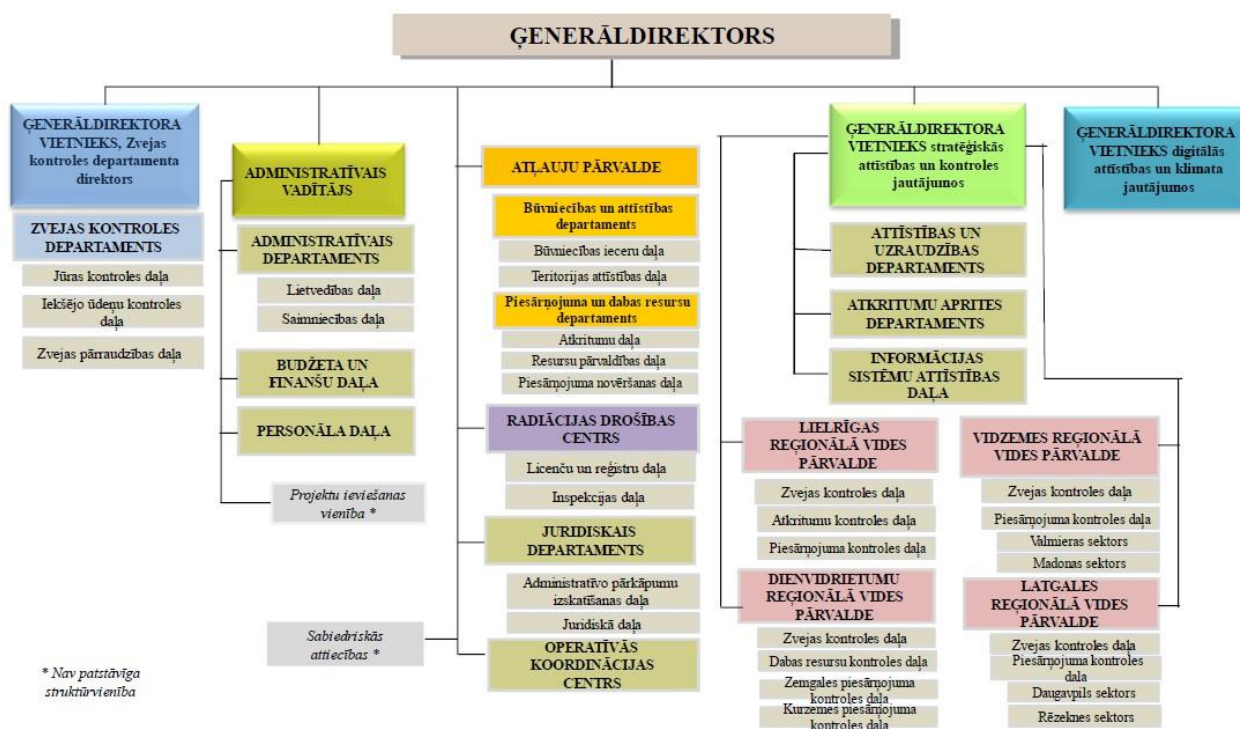 ĢENERĀLDIREKTORS
ĢENERĀLDIREKTORA
VIETNIEKS, Zvejas
kontroles departamenta
direktors
ZVEJAS KONTROLES
DEPARTAMENTS
Jūras kontroles daļa
Iekšējo ūdeņu kontroles
daļa
Zvejas pārraudzības daļa
* Nav patstāvīga
struktūrvienība
ADMINISTRATĪVAIS
VADĪTĀJS
ADMINISTRATĪVAIS
DEPARTAMENTS
Lietvedības daļa
Saimniecības daļa
BUDŽETA UN
FINANŠU DAĻA
PERSONĀLA DAĻA
Projektu ieviešanas
vienība *
Sabiedriskās
attiecības *
ATĻAUJU PĀRVALDE
Būvniecības un attīstības
departaments
Būvniecības ieceru daļa
Teritorijas attīstības daļa
Piesārņojuma un dabas resursu
departaments
Atkritumu daļa
Resursu pārvaldības daļa
Piesārņojuma novēršanas daļa
RADIĀCIJAS DROŠĪBAS
CENTRS
Licenču un reģistru daļa
Inspekcijas daļa
JURIDISKAIS
DEPARTAMENTS
Administratīvo pārkāpumu
izskatīšanas daļa
Juridiskā daļa
OPERATĪVĀS
KOORDINĀCIJAS
CENTRS
ĢENERĀLDIREKTORA
VIETNIEKS stratēģiskās
attīstības un kontroles
jautājumos
ATTĪSTĪBAS UN
UZRAUDZĪBAS
DEPARTAMENTS
ATKRITUMU APRITES
DEPARTAMENTS
INFORMĀCIJAS
SISTĒMU ATTĪSTĪBAS
DAĻA
LIELRĪGAS
REĢIONĀLĀ VIDES
PĀRVALDE
Zvejas kontroles daļa
Atkritumu kontroles daļa
Piesārņojuma kontroles daļa
DIENVIDRIETUMU
REĢIONĀLĀ VIDES
PĀRVALDE
Zvejas kontroles daļa
Dabas resursu kontroles daļa
Zemgales piesārņojuma
kontroles daļa
Kurzemes piesārņojuma
kontroles daļa
VIDZEMES REĢIONĀLĀ
VIDES PĀRVALDE
Zvejas kontroles daļa
Piesārņojuma kontroles daļa
Valmieras sektors
Madonas sektors
LATGALES
REĢIONĀLĀ VIDES
PĀRVALDE
Zvejas kontroles daļa
Piesārņojuma kontroles
daļa
Daugavpils sektors
Rēzeknes sektors
ĢENERĀLDIREKTORA
VIETNIEKS digitālās
attīstības un klimata
jautājumos